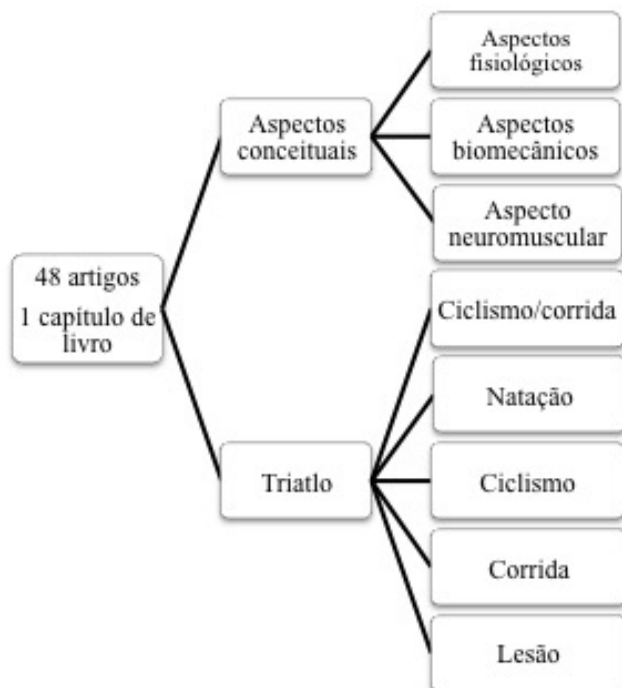 48 artigos
1 capítulo de
livro
Aspectos
conceituais
Aspectos
fisiológicos
Aspectos
biomecânicos
Aspecto
neuromuscular
Triatlo
Ciclismo/corrida
Natação
Ciclismo
Corrida
Lesão